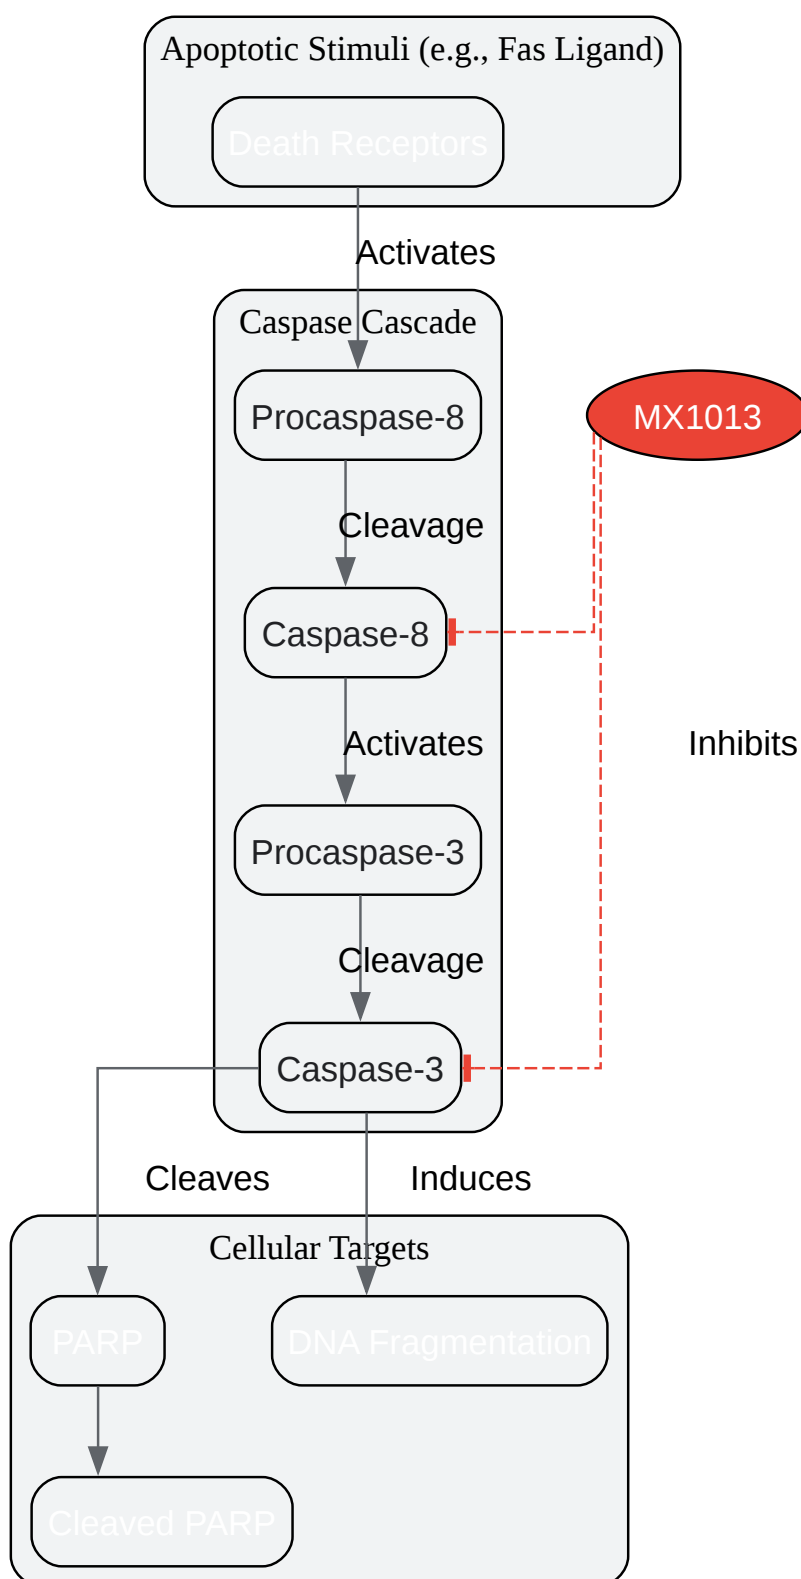 Apoptotic Stimuli (e.g., Fas Ligand)
Death Receptors
Activates
Caspase Cascade
Procaspase-8
MX1013
Cleavage
Caspase-8
Activates
Inhibits
Procaspase-3
Cleavage
Caspase-3
Cleaves
Induces
Cellular Targets
PARP
DNA Fragmentation
Cleaved PARP